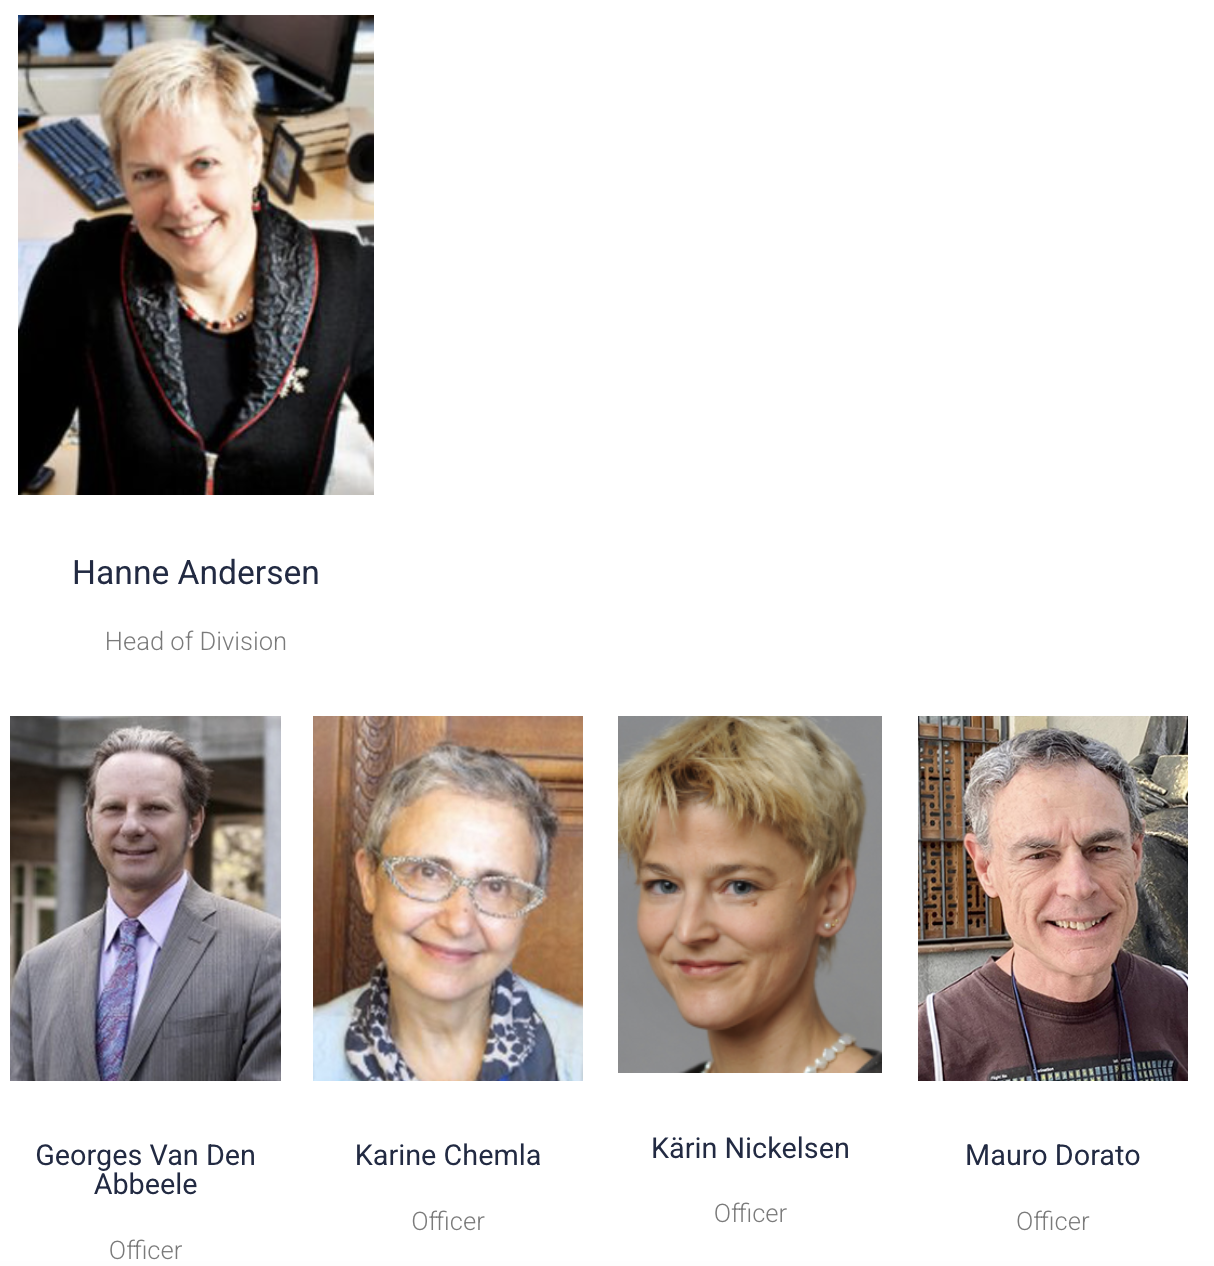 Hanne Andersen
Head of Division
Georges Van Den
Abbeele
Officer
Karine Chemla
Officer
Kärin Nickelsen
Officer
Mauro Dorato
Officer